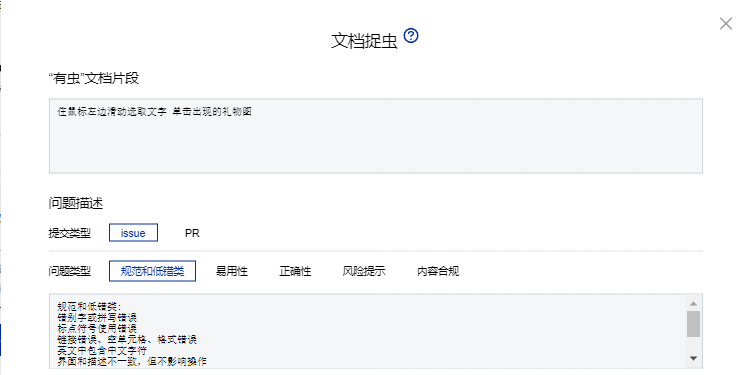 文档捉虫
“有虫”文档片段
住鼠标左边滑动选取文字 单击出现的礼物图
问题描述
提交类型 issue PR
问题类型 规范和低错类 易用性 正确性 风险提示 内容合规
规范和低错类：
错别字或拼写错误
标点符号使用错误
链接错误、空单元格、格式错误
英文中包含中文字符
界面和描述不一致，但不影响操作